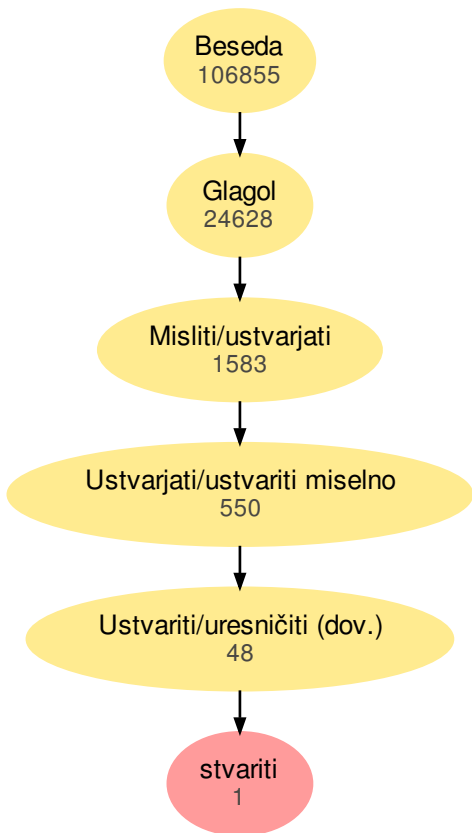 Beseda
106855
Glagol
24628
Misliti/ustvarjati
1583
Ustvarjati/ustvariti miselno
550
Ustvariti/uresničiti (dov.)
48
stvariti
1